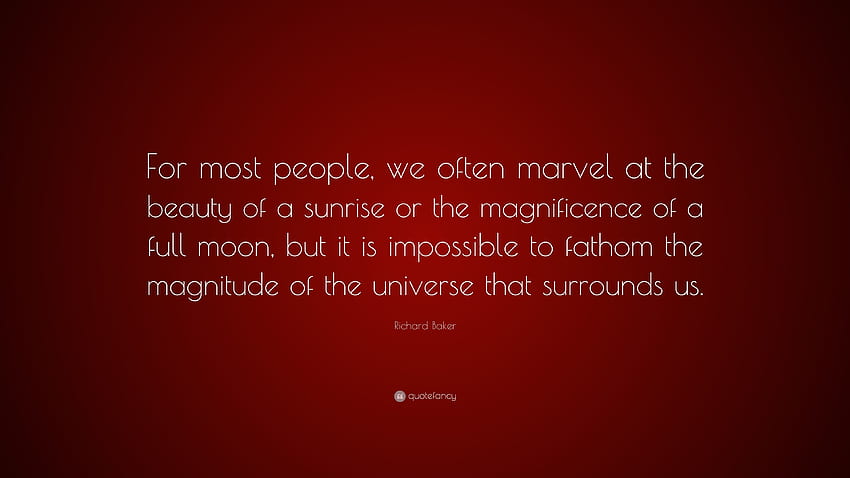 For most people, we often marvel at the
beauty of a sunrise or the magnificence of a
full moon, but it is impossible to fathom the
magnitude of the universe that surrounds us.
Richard Baker
quotefancy